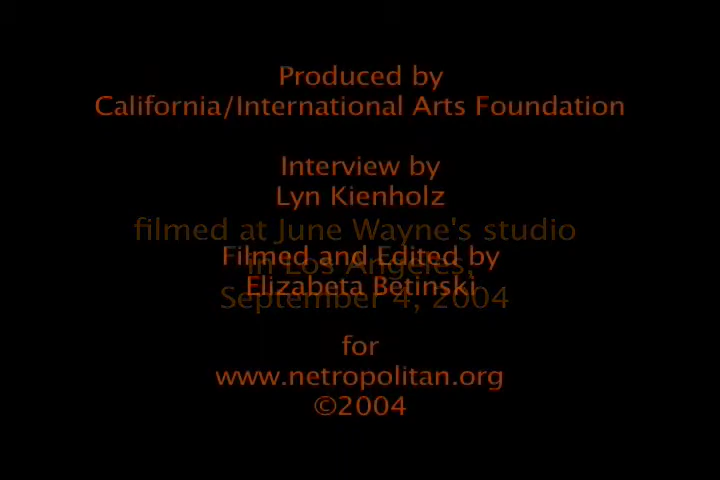 Produced by
California/International Arts Foundation
Interview by
Lyn Kienholz
filmed at June Wayne's studio
Filmed and Edited by
in Los Angeles,
Elizabeta Betinski
September 4, 2004
for
www.netropolitan.org
©2004